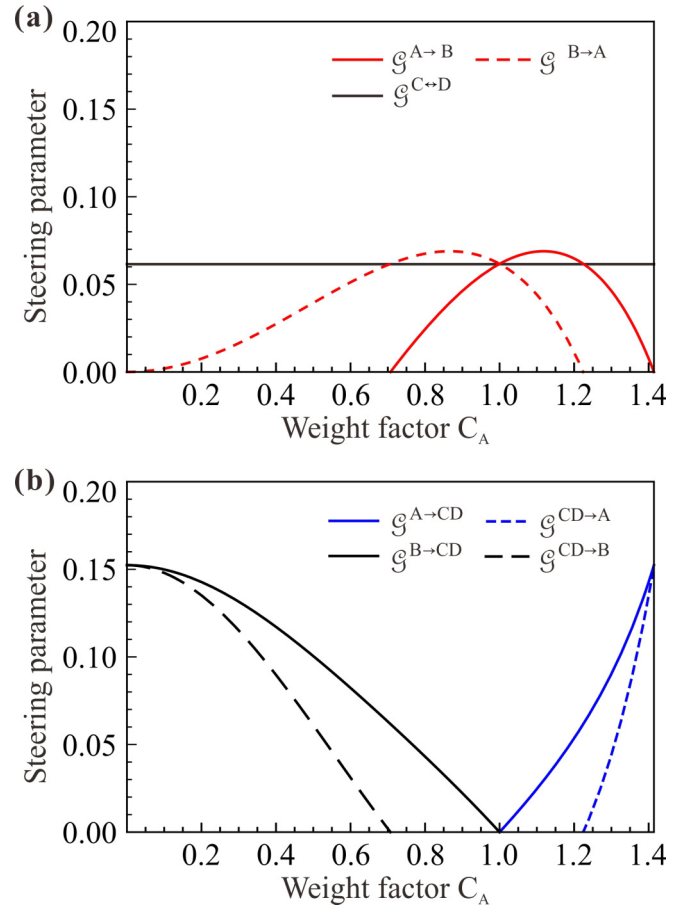 (a)
0.20
𝒢 A→B 𝒢 B→A
𝒢 C↔D
0.15
0.10
0.05
0.00
Steering parameter
0.2 0.4 0.6 0.8 1.0 1.2 1.4
Weight factor C_A
(b)
0.20
𝒢 A→CD 𝒢 CD→A
𝒢 B→CD 𝒢 CD→B
0.15
0.10
0.05
0.00
Steering parameter
0.2 0.4 0.6 0.8 1.0 1.2 1.4
Weight factor C_A